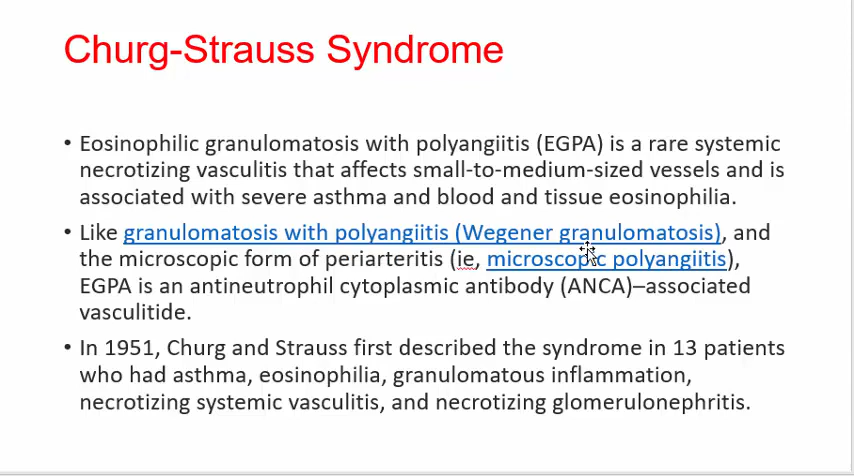 Churg-Strauss Syndrome
• Eosinophilic granulomatosis with polyangiitis (EGPA) is a rare systemic
necrotizing vasculitis that affects small-to-medium-sized vessels and is
associated with severe asthma and blood and tissue eosinophilia.
• Like granulomatosis with polyangiitis (Wegener granulomatosis), and
the microscopic form of periarteritis (ie, microscopic polyangiitis),
EGPA is an antineutrophil cytoplasmic antibody (ANCA)–associated
vasculitide.
• In 1951, Churg and Strauss first described the syndrome in 13 patients
who had asthma, eosinophilia, granulomatous inflammation,
necrotizing systemic vasculitis, and necrotizing glomerulonephritis.